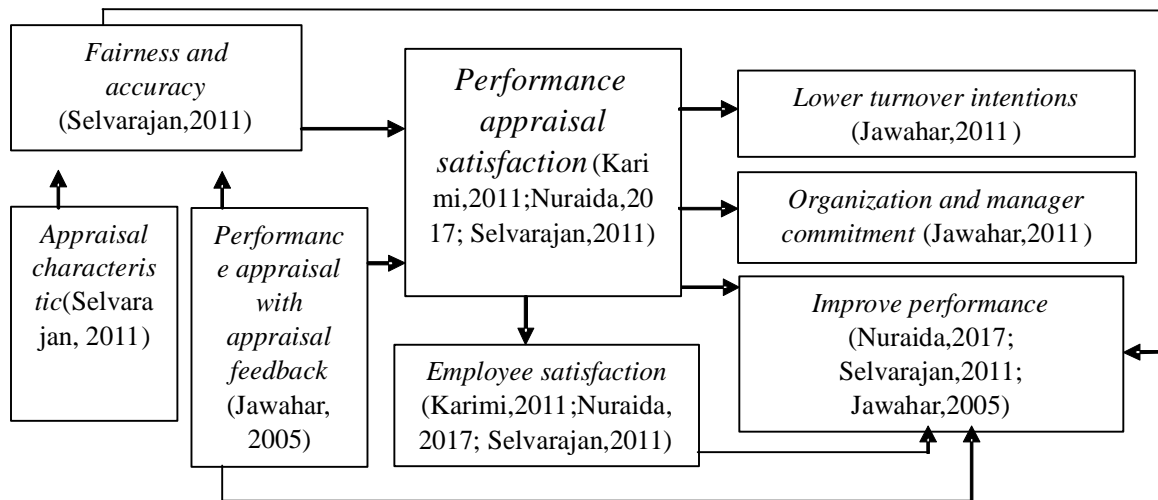 Fairness and
accuracy
(Selvarajan,2011)
Appraisal
characteris
tic(Selvara
jan, 2011)
Performanc
e appraisal
with
appraisal
feedback
(Jawahar,
2005)
Performance
appraisal
satisfaction (Kari
mi,2011;Nuraida,20
17; Selvarajan,2011)
Employee satisfaction
(Karimi,2011;Nuraida,
2017; Selvarajan,2011)
Lower turnover intentions
(Jawahar,2011)
Organization and manager
commitment (Jawahar,2011)
Improve performance
(Nuraida,2017;
Selvarajan,2011;
Jawahar,2005)